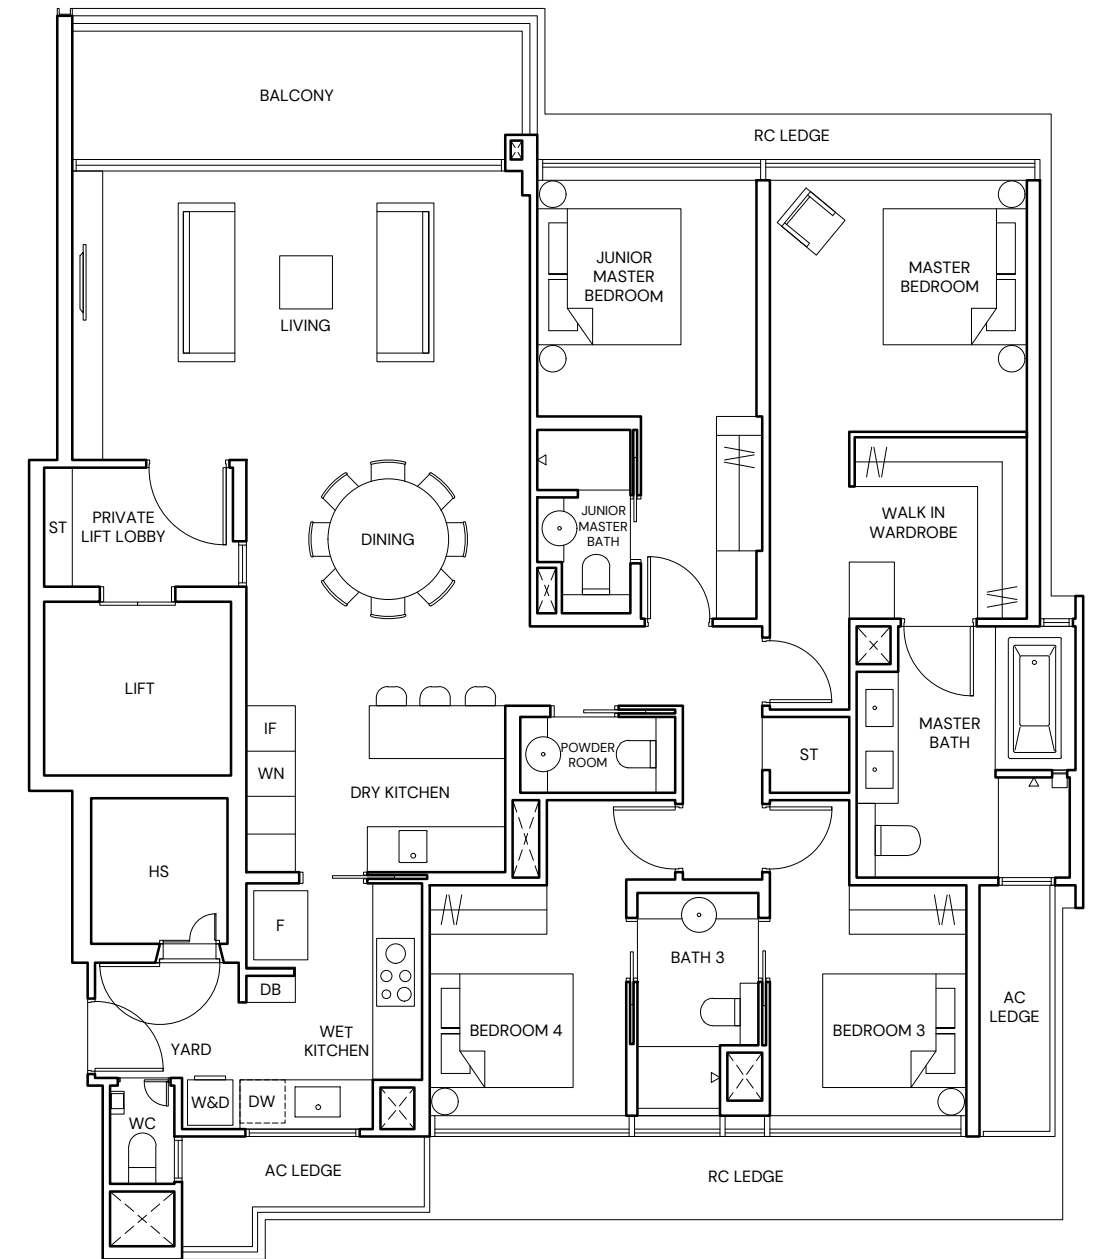 BALCONY
RC LEDGE
JUNIOR
MASTER
BEDROOM
MASTER
BEDROOM
LIVING
ST
PRIVATE
LIFT LOBBY
DINING
JUNIOR
MASTER
BATH
WALK IN
WARDROBE
LIFT
IF
WN
DRY KITCHEN
POWDER
ROOM
ST
MASTER
BATH
HS
F
DB
BATH 3
YARD
WET
KITCHEN
BEDROOM 4
BEDROOM 3
AC
LEDGE
W&D
DW
WC
AC LEDGE
RC LEDGE